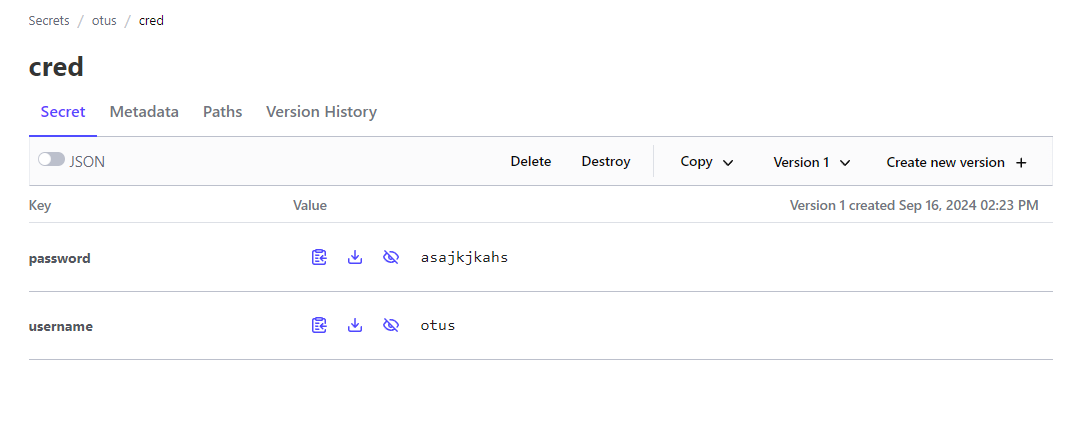 Secrets / otus / cred
cred
Secret Metadata Paths Version History
JSON Delete Destroy Copy Version 1 Create new version +
Key Value Version 1 created Sep 16, 2024 02:23 PM
password asajkjkahs
username otus